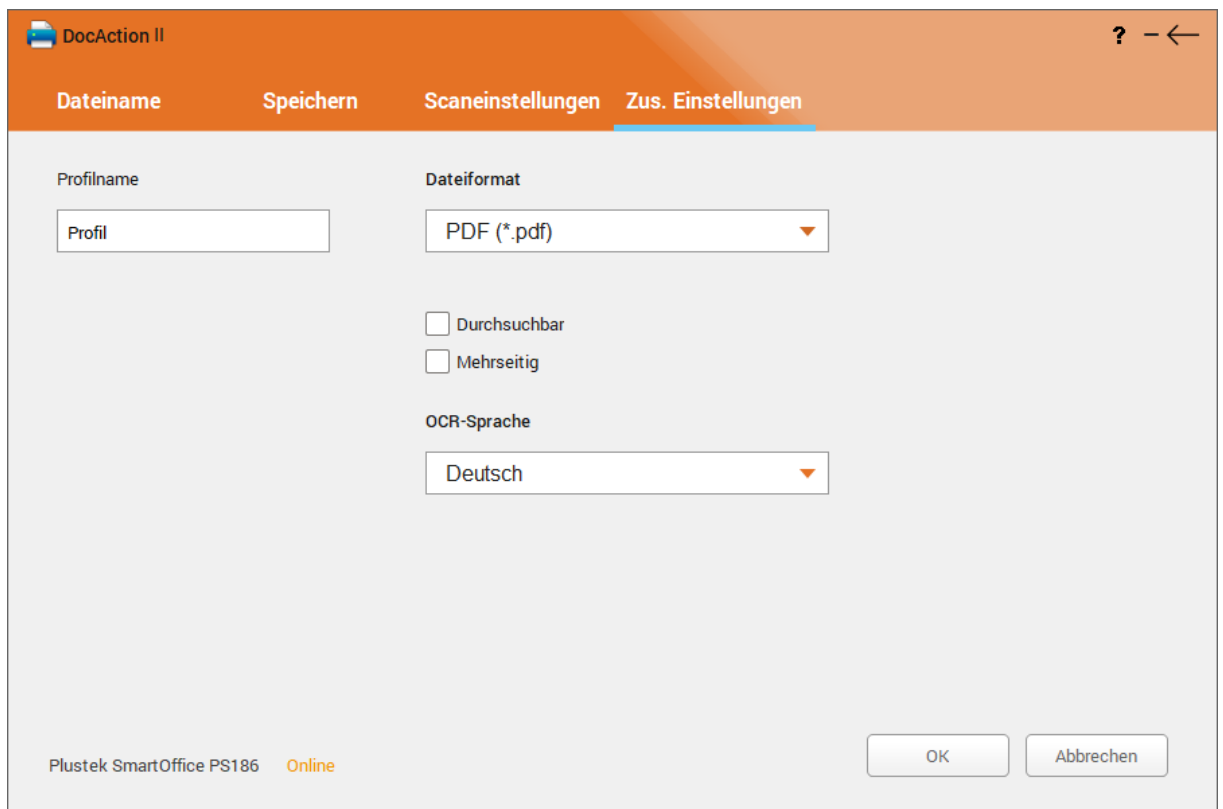 DocAction II
? –
Dateiname Speichern Scaneinstellungen Zus. Einstellungen
Profilname
Profil
Dateiformat
PDF (*.pdf)
Durchsuchbar
Mehrseitig
OCR-Sprache
Deutsch
Plustek SmartOffice PS186 Online
OK Abbrechen